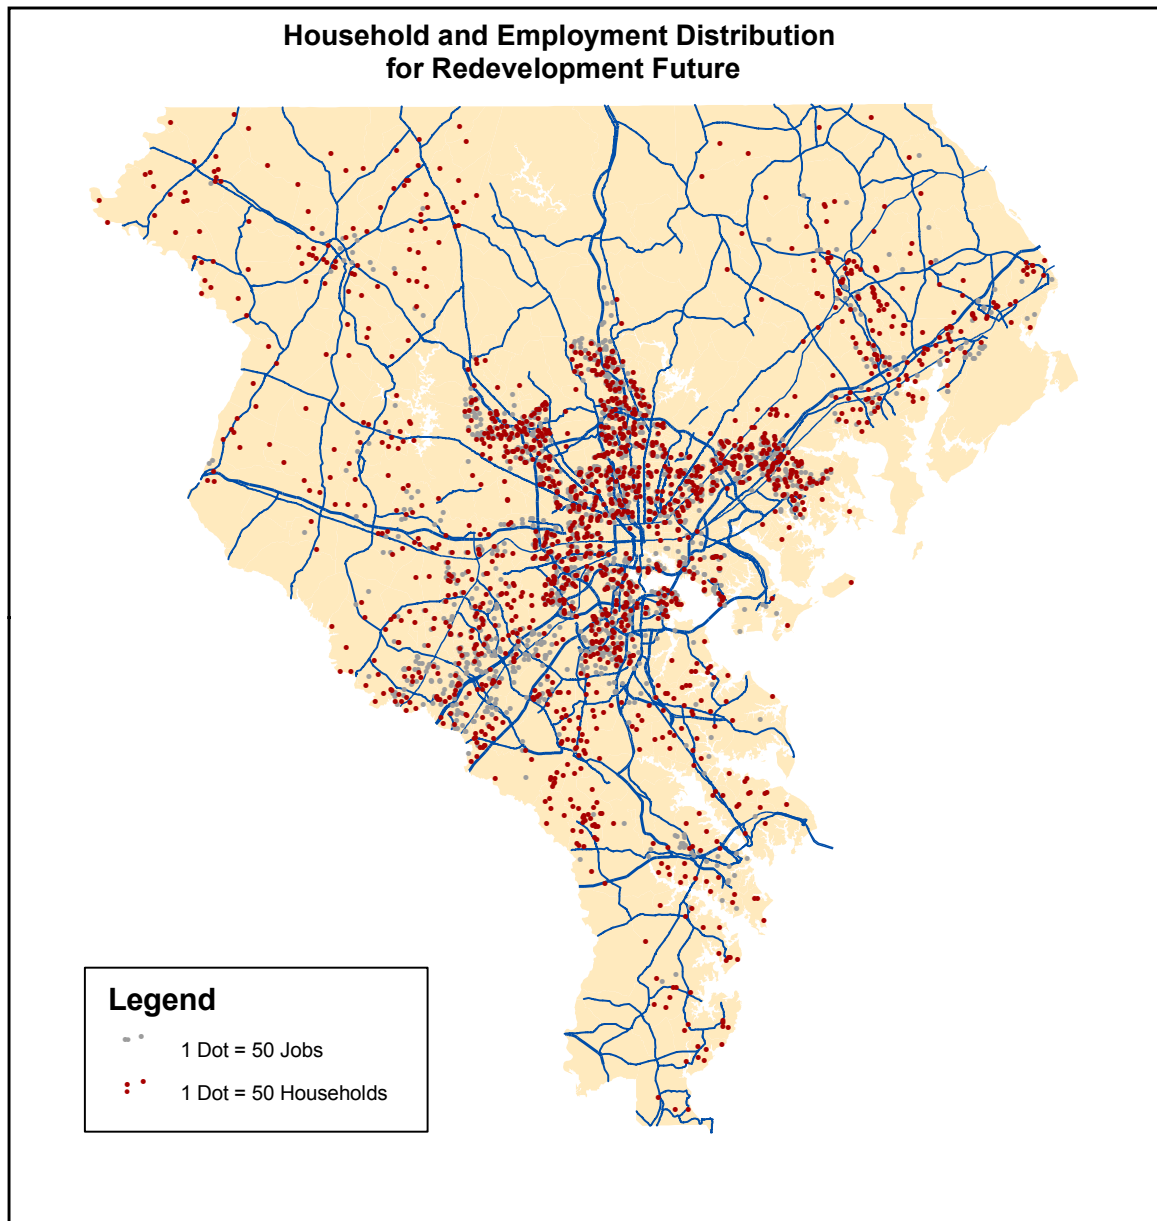 Household and Employment Distribution
for Redevelopment Future
Legend
1 Dot = 50 Jobs
1 Dot = 50 Households